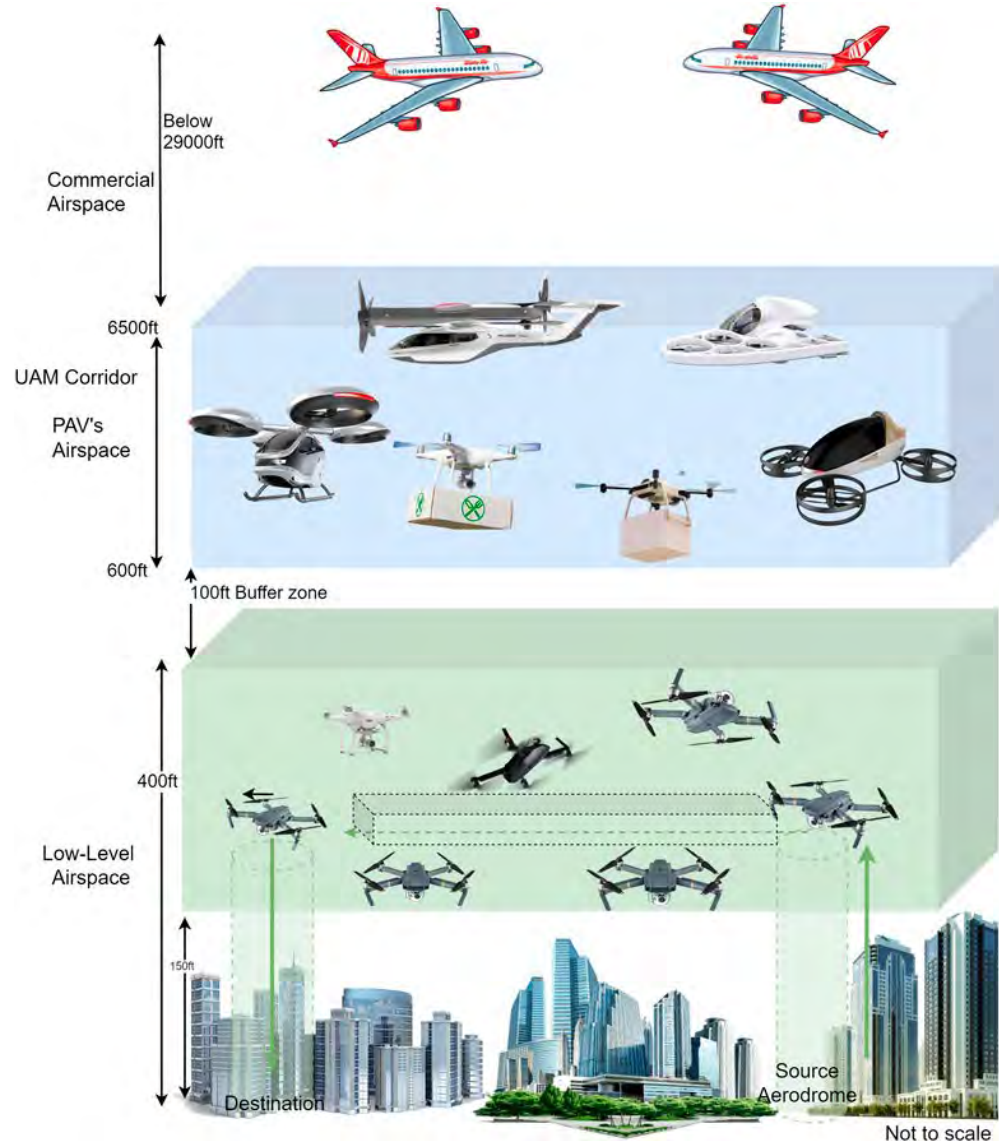 Below
29000ft
Commercial
Airspace
6500ft
UAM Corridor
PAV's
Airspace
600ft
100ft Buffer zone
400ft
Low-Level
Airspace
150ft
Destination
Source
Aerodrome
Not to scale